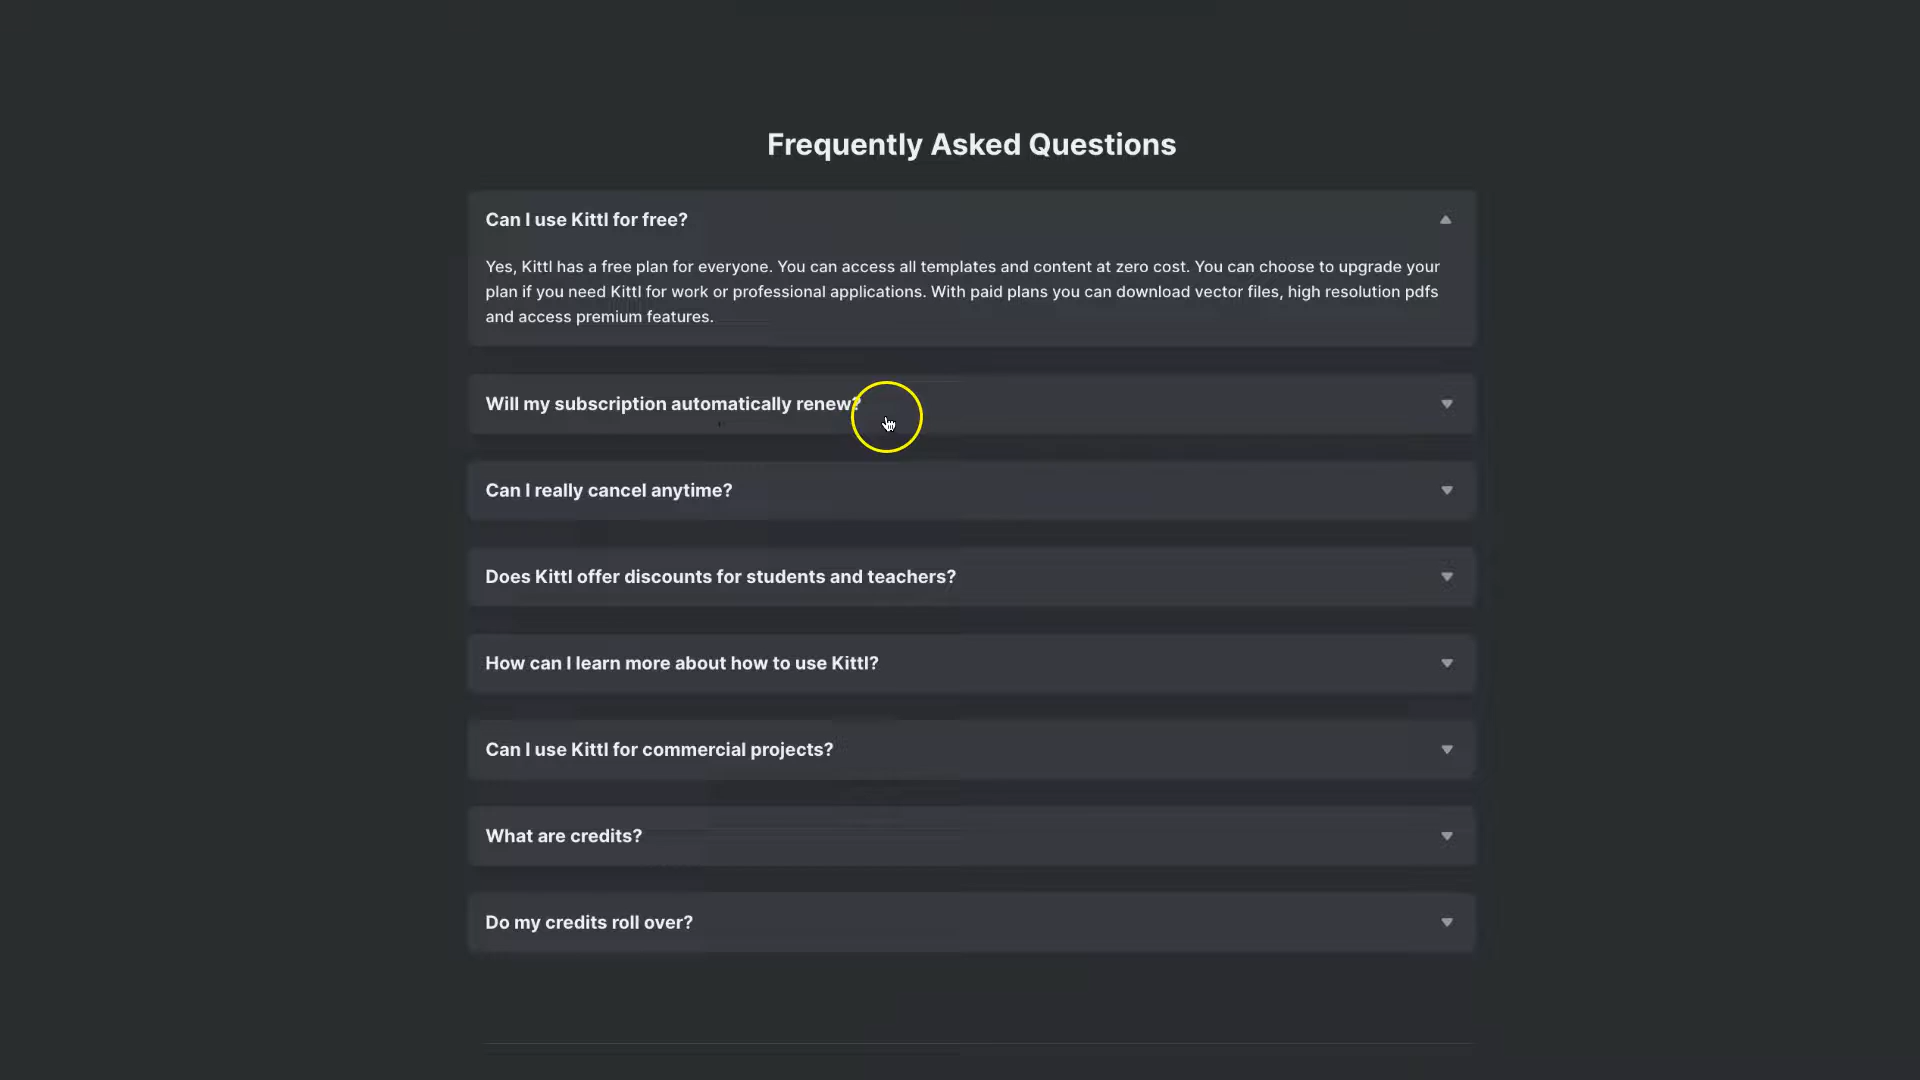 Frequently Asked Questions
Can I use Kittl for free?
Yes, Kittl has a free plan for everyone. You can access all templates and content at zero cost. You can choose to upgrade your
plan if you need Kittl for work or professional applications. With paid plans you can download vector files, high resolution pdfs
and access premium features.
Will my subscription automatically renew?
Can I really cancel anytime?
Does Kittl offer discounts for students and teachers?
How can I learn more about how to use Kittl?
Can I use Kittl for commercial projects?
What are credits?
Do my credits roll over?